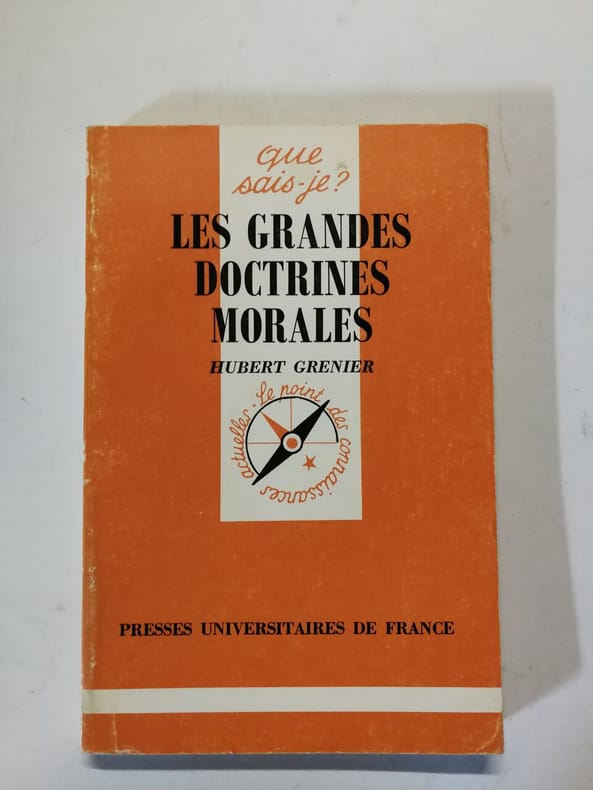 que
sais-je?
LES GRANDES
DOCTRINES
MORALES
HUBERT GRENIER
Le point des connaissances actuelles.
PRESSES UNIVERSITAIRES DE FRANCE